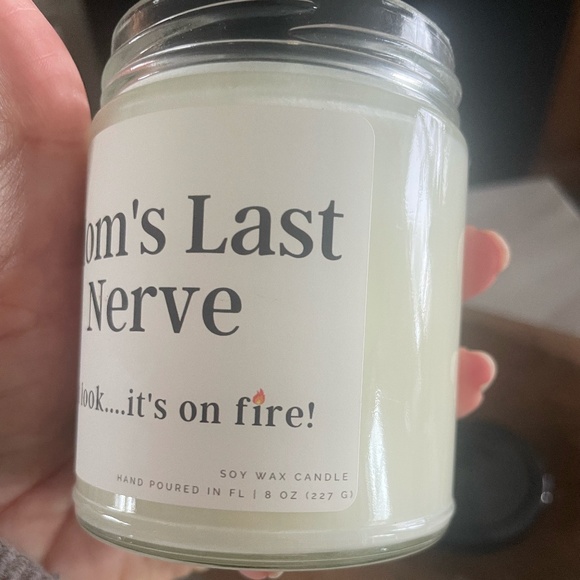 om's Last
Nerve
look....it's on fire!
SOY WAX CANDLE
HAND POURED IN FL | 8 OZ (227 G)